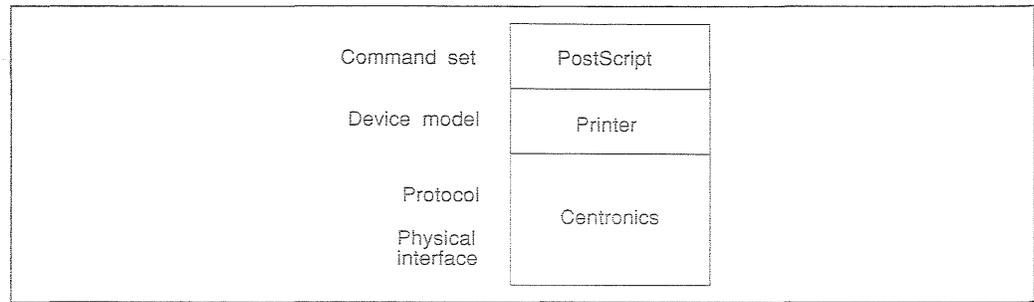 Command set PostScript
Device model Printer
Protocol
Centronics
Physical
interface